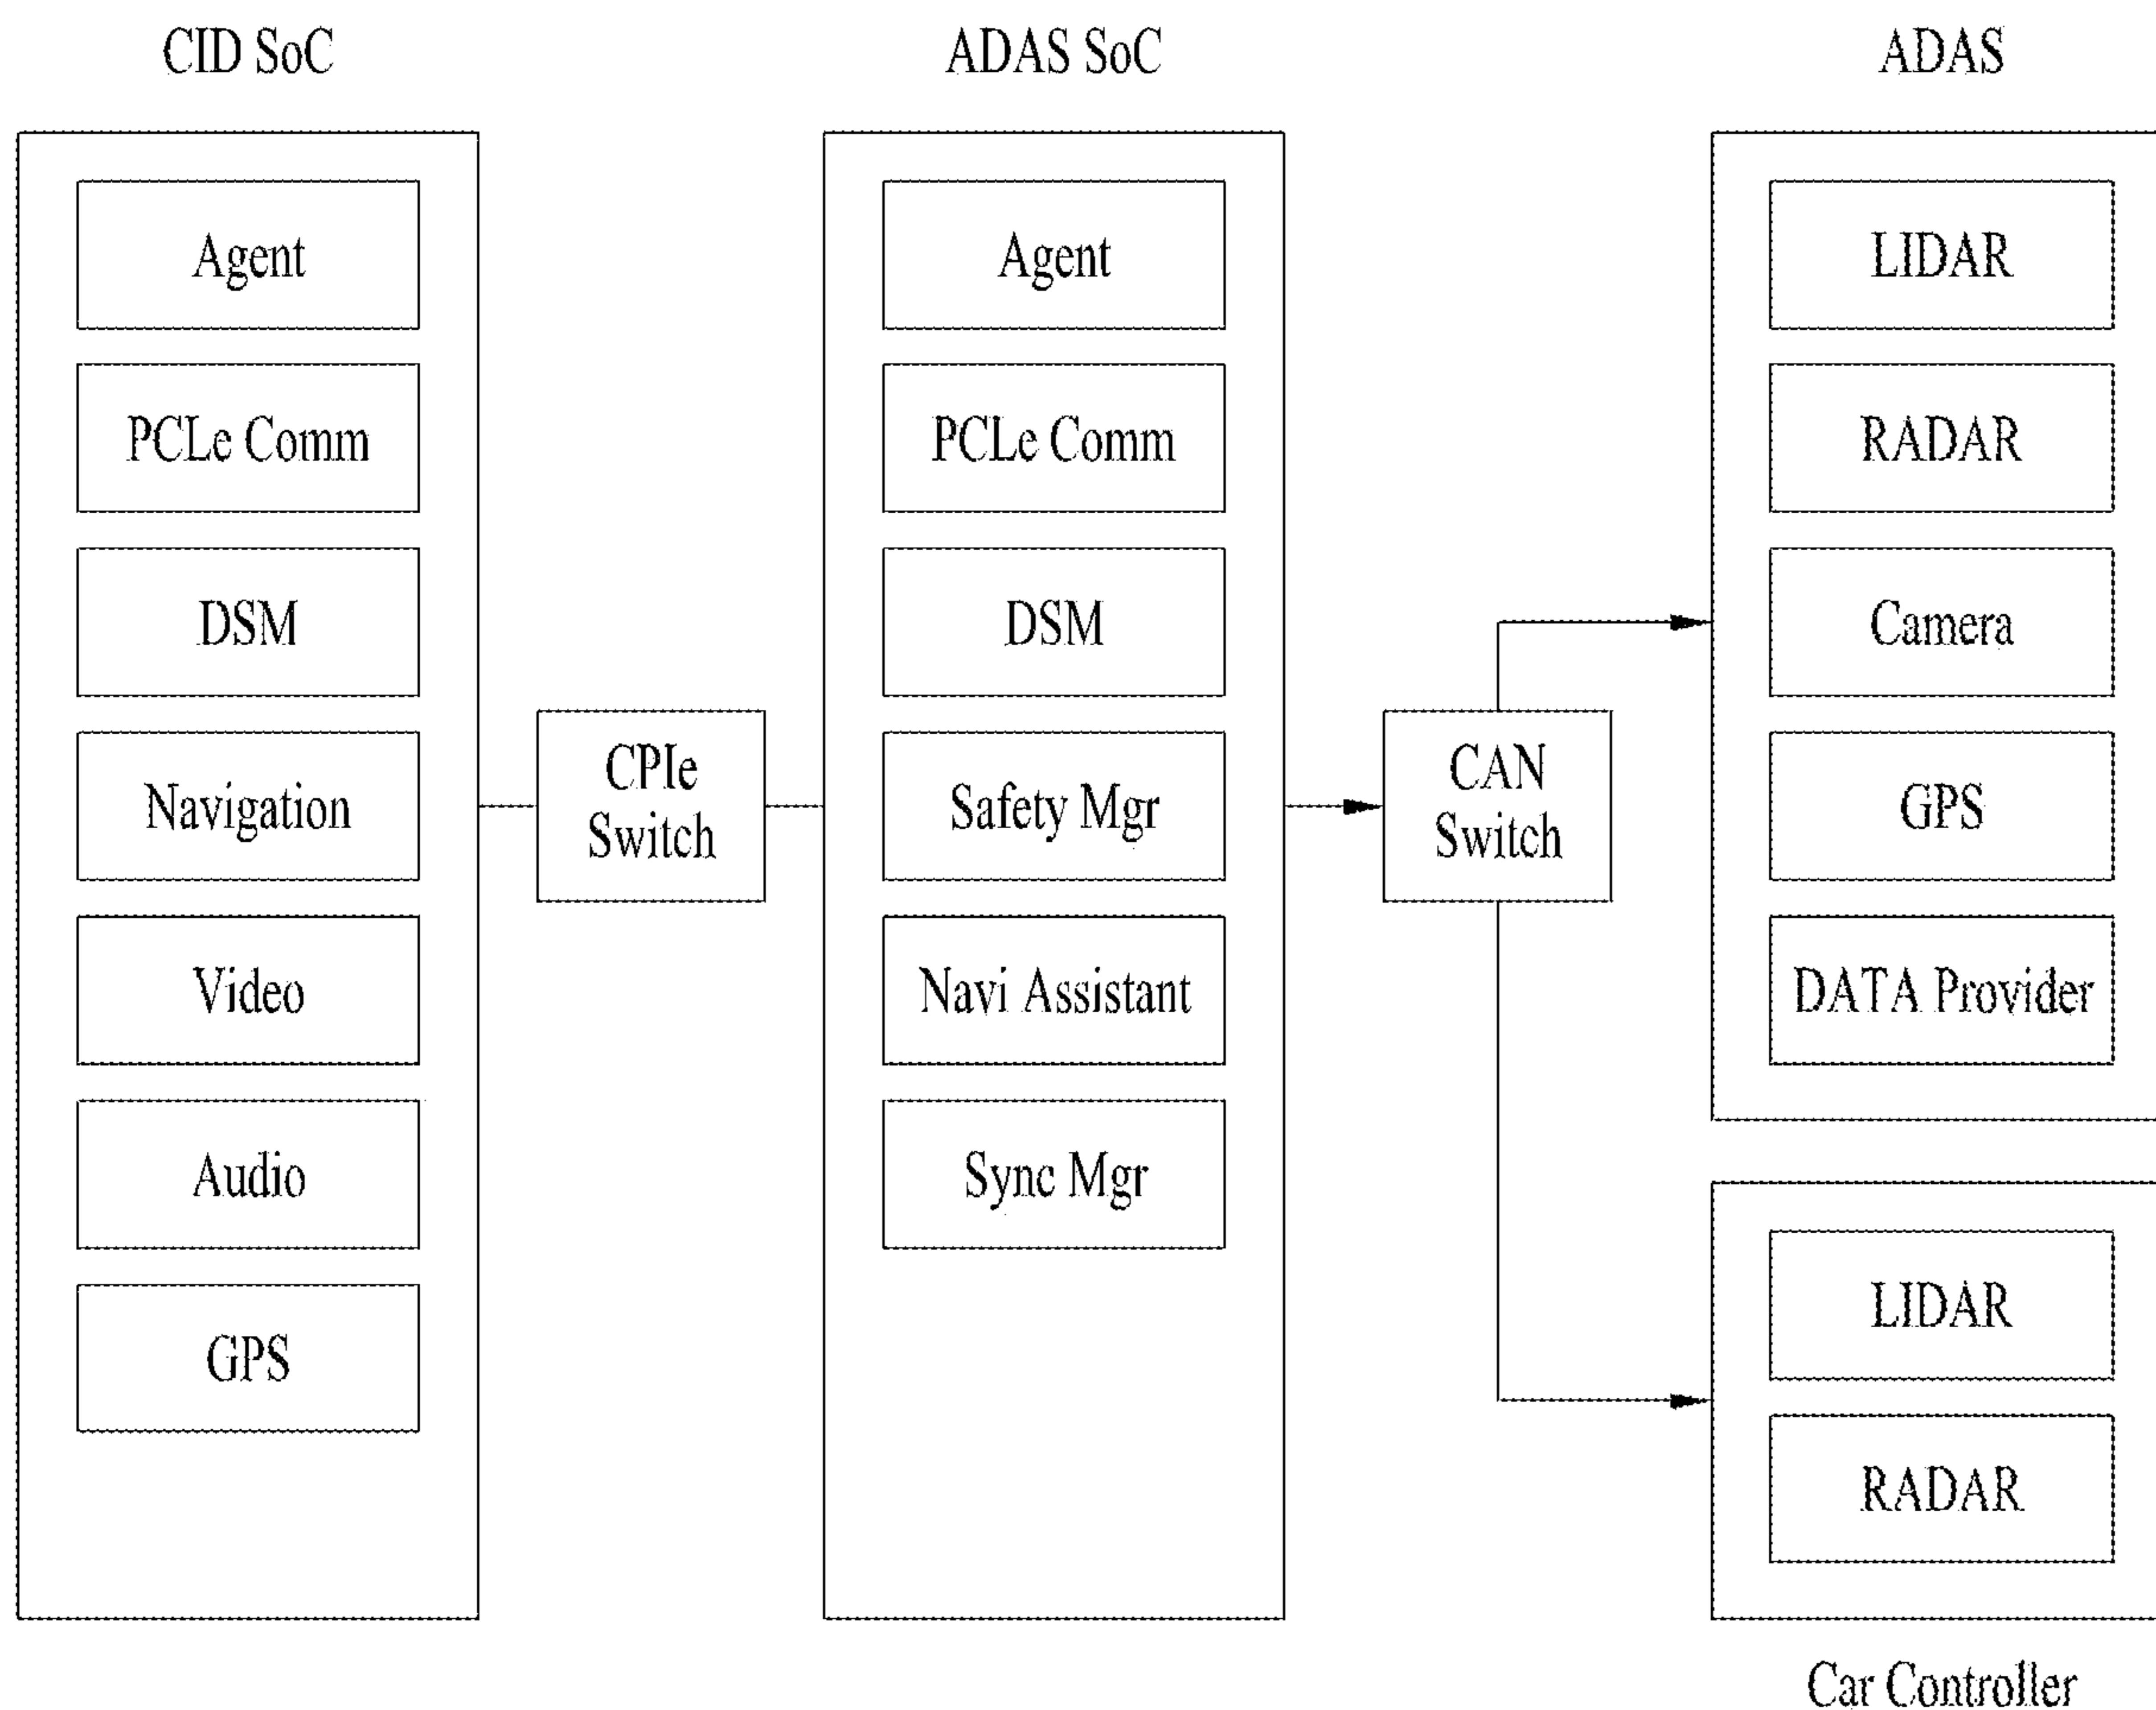 CID SoC
Agent
PCLe Comm
DSM
Navigation
Video
Audio
GPS
CPIe
Switch
ADAS SoC
Agent
PCLe Comm
DSM
Safety Mgr
Navi Assistant
Sync Mgr
CAN
Switch
ADAS
LIDAR
RADAR
Camera
GPS
DATA Provider
LIDAR
RADAR
Car Controller